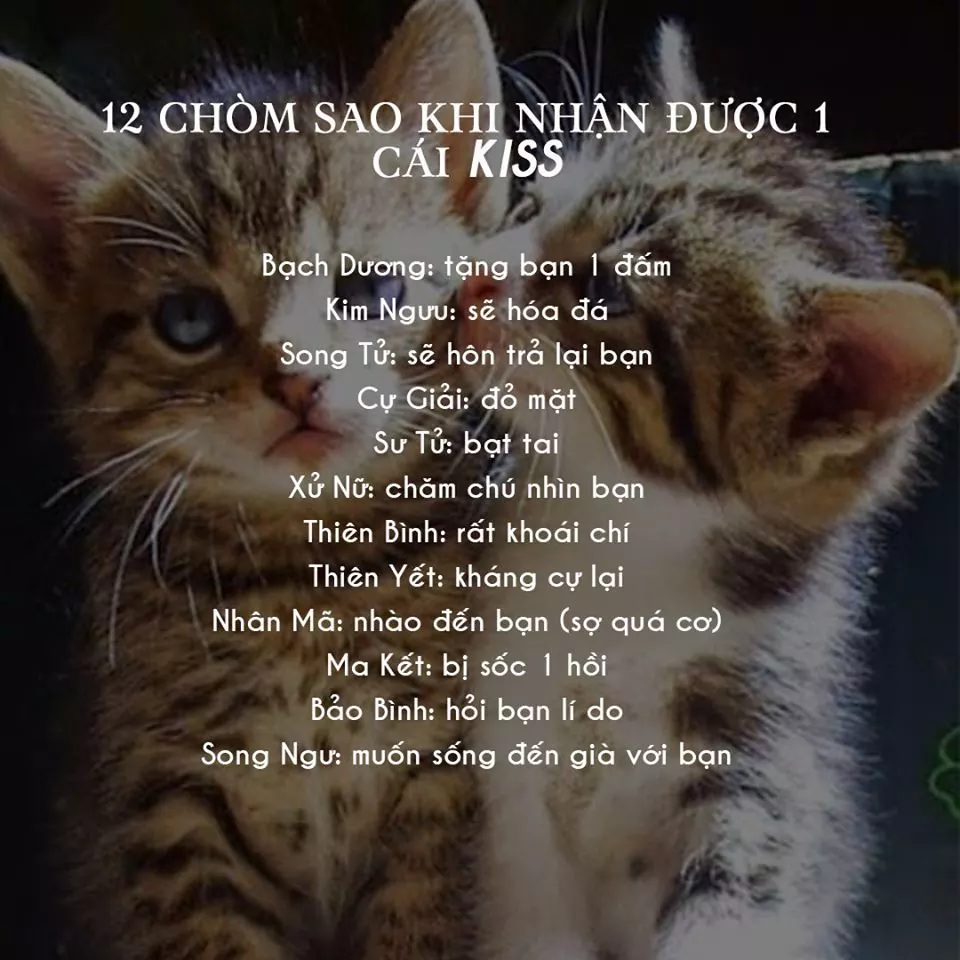 12 CHÒM SAO KHI NHẬN ĐƯỢC 1
CÁI KISS
Bạch Dương: tặng bạn 1 đấm
Kim Ngưu: sẽ hóa đá
Song Tử: sẽ hôn trả lại bạn
Cự Giải: đỏ mặt
Sư Tử: bạt tai
Xử Nữ: chăm chú nhìn bạn
Thiên Bình: rất khoái chí
Thiên Yết: kháng cự lại
Nhân Mã: nhào đến bạn (sợ quá cơ)
Ma Kết: bị sốc 1 hồi
Bảo Bình: hỏi bạn lí do
Song Ngư: muốn sống đến già với bạn